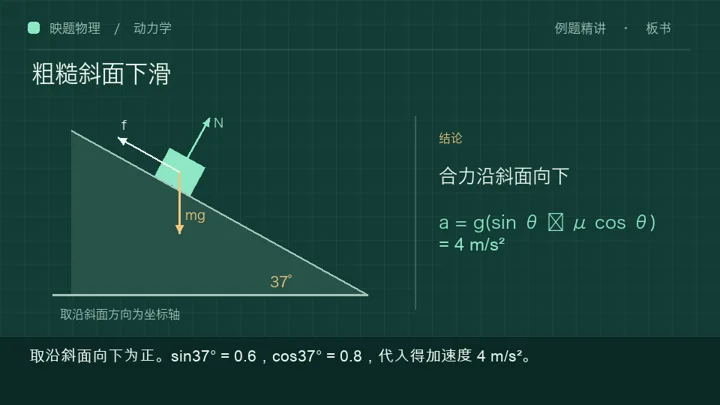 映题物理 / 动力学
例题精讲 · 板书
粗糙斜面下滑
f
N
mg
37°
取沿斜面方向为坐标轴
结论
合力沿斜面向下
a = g(sin θ ☒ μ cos θ)
= 4 m/s²
取沿斜面向下为正。sin37° = 0.6，cos37° = 0.8，代入得加速度 4 m/s²。